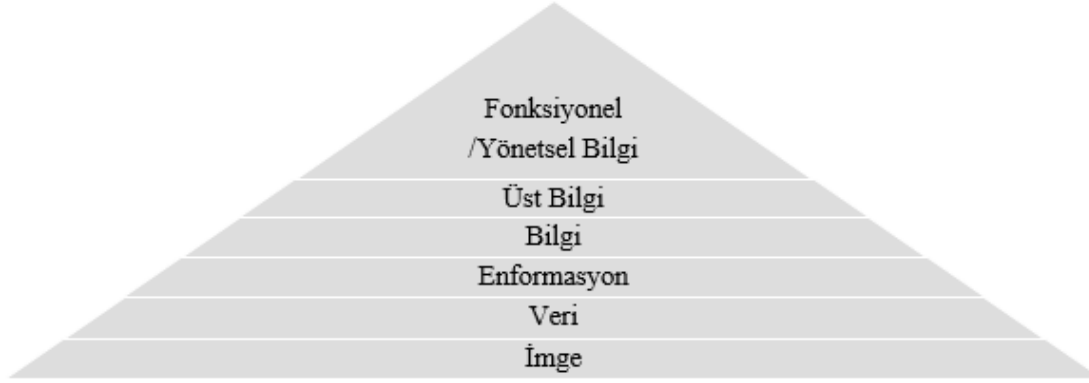 Fonksiyonel
/Yönetsel Bilgi
Üst Bilgi
Bilgi
Enformasyon
Veri
İmge